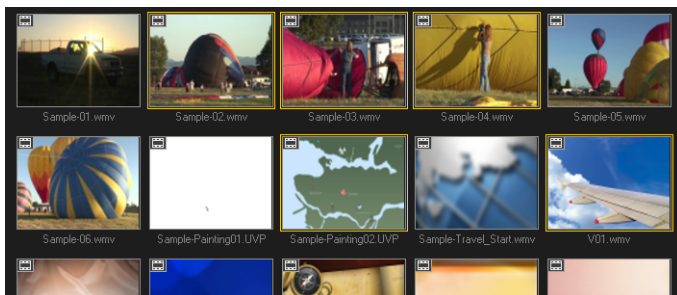 Sample-01.wmv
Sample-02.wmv
Sample-03.wmv
Sample-04.wmv
Sample-05.wmv
Sample-06.wmv
Sample-Painting01.UVP
Sample-Painting02.UVP
Sample-Travel_Start.wmv
V01.wmv